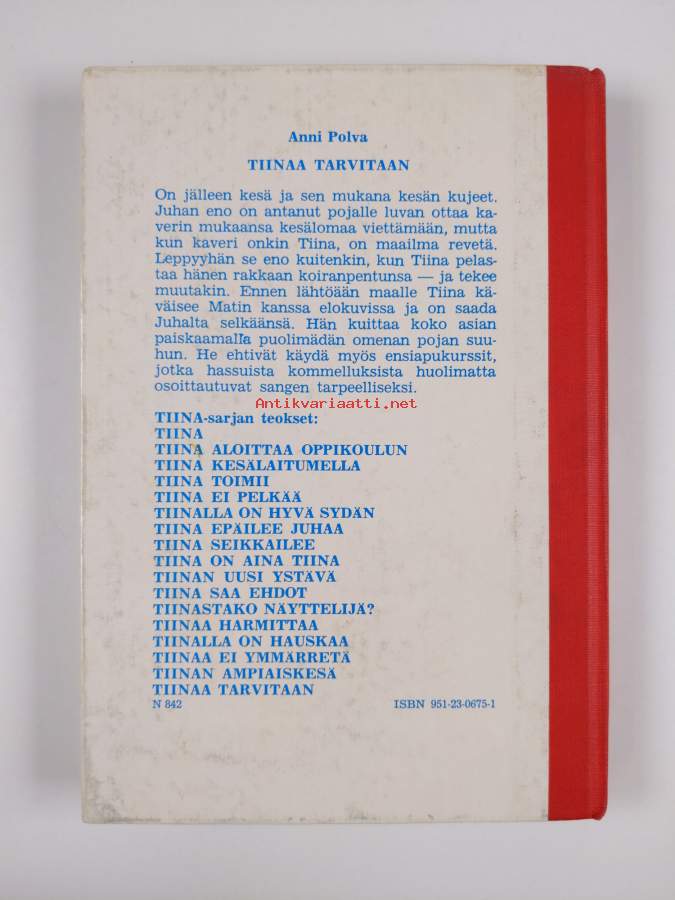 Anni Polva
TIINAA TARVITAAN
On jälleen kesä ja sen mukana kesän kujeet.
Juhan eno on antanut pojalle luvan ottaa ka-
verin mukaansa kesälomaa viettämään, mutta
kun kaveri onkin Tiina, on maailma revetä.
Leppyyhän se eno kuitenkin, kun Tiina pelas-
taa hänen rakkaan koiranpentunsa — ja tekee
muutakin. Ennen lähtöään maalle Tiina kä-
väisee Matin kanssa elokuvissa ja on saada
Juhalta selkäänsä. Hän kuittaa koko asian
paiskaamalla puolimädän omenan pojan suu-
hun. He ehtivät käydä myös ensiapukurssit,
jotka hassuista kommelluksista huolimatta
osoittautuvat sangen tarpeelliseksi.
Antikvariaatti.net
TIINA-sarjan teokset:
TIINA
TIINA ALOITTAA OPPIKOULUN
TIINA KESÄLAITUMELLA
TIINA TOIMII
TIINA EI PELKÄÄ
TIINALLA ON HYVÄ SYDÄN
TIINA EPÄILEE JUHAA
TIINA SEIKKAILEE
TIINA ON AINA TIINA
TIINAN UUSI YSTÄVÄ
TIINA SAA EHDOT
TIINASTAKO NÄYTTELIJÄ?
TIINAA HARMITTAA
TIINALLA ON HAUSKAA
TIINAA EI YMMÄRRETÄ
TIINAN AMPIAISKESÄ
TIINAA TARVITAAN
N 842 ISBN 951-23-0675-1